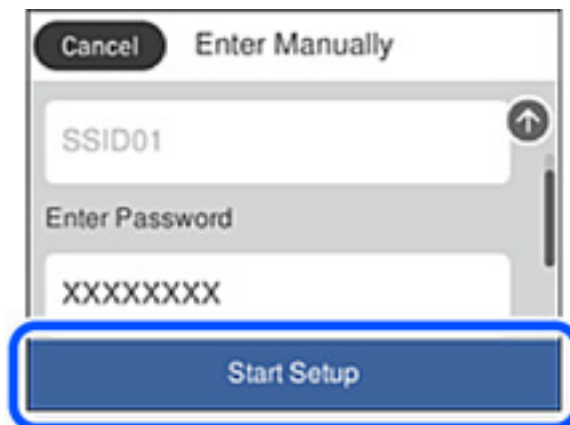 Cancel Enter Manually
SSID01
Enter Password
XXXXXXXX
Start Setup